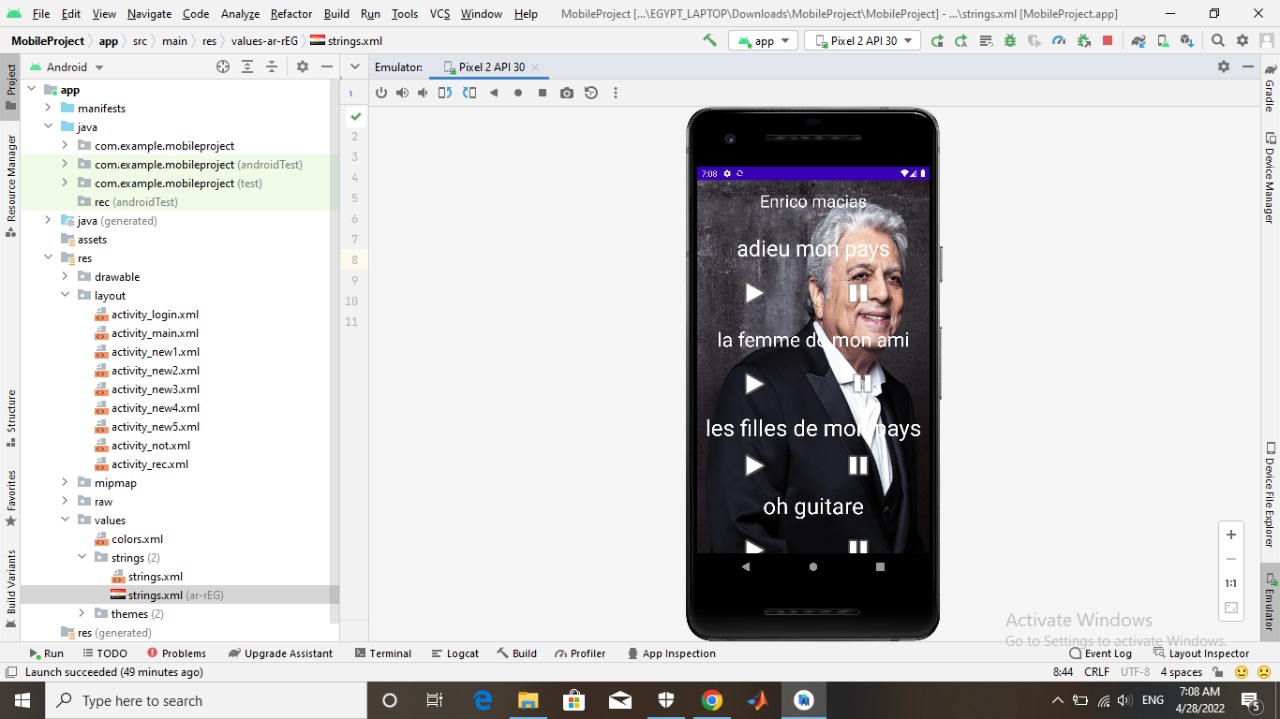 File Edit View Navigate Code Analyze Refactor Build Run Tools VCS Window Help MobileProject [...\EGYPT_LAPTOP\Downloads\MobileProject\MobileProject] - ...\strings.xml [MobileProject.app]
MobileProject app src main res values-ar-rEG strings.xml app Pixel 2 API 30
Android Emulator: Pixel 2 API 30
Project
Resource Manager
Structure
Favorites
Build Variants
app
manifests
java
com.example.mobileproject
com.example.mobileproject (androidTest)
com.example.mobileproject (test)
rec (androidTest)
java (generated)
assets
res
drawable
layout
activity_login.xml
activity_main.xml
activity_new1.xml
activity_new2.xml
activity_new3.xml
activity_new4.xml
activity_new5.xml
activity_not.xml
activity_rec.xml
mipmap
raw
values
colors.xml
strings (2)
strings.xml
strings.xml (ar-rEG)
themes (2)
res (generated)
1
2
3
4
5
6
7
8
9
10
11
7:08
Enrico macias
adieu mon pays
la femme de mon ami
les filles de mon pays
oh guitare
Gradle
Device Manager
Device File Explorer
Emulator
1:1
Activate Windows
Go to Settings to activate Windows.
Run TODO Problems Upgrade Assistant Terminal Logcat Build Profiler App Inspection Event Log Layout Inspector
Launch succeeded (49 minutes ago) 8:44 CRLF UTF-8 4 spaces
Type here to search ENG 7:08 AM
4/28/2022 5